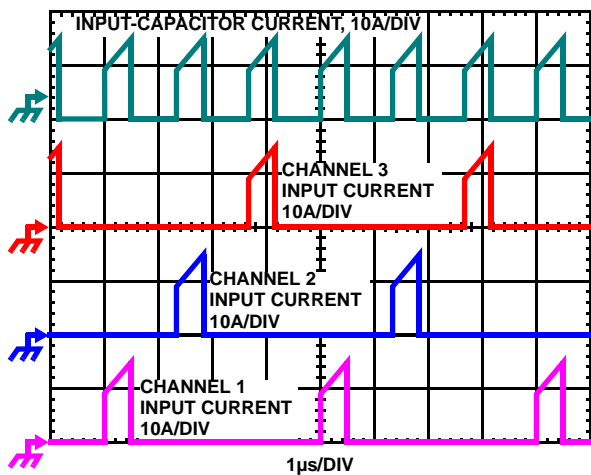 INPUT-CAPACITOR CURRENT, 10A/DIV
CHANNEL 3
INPUT CURRENT
10A/DIV
CHANNEL 2
INPUT CURRENT
10A/DIV
CHANNEL 1
INPUT CURRENT
10A/DIV
1µs/DIV